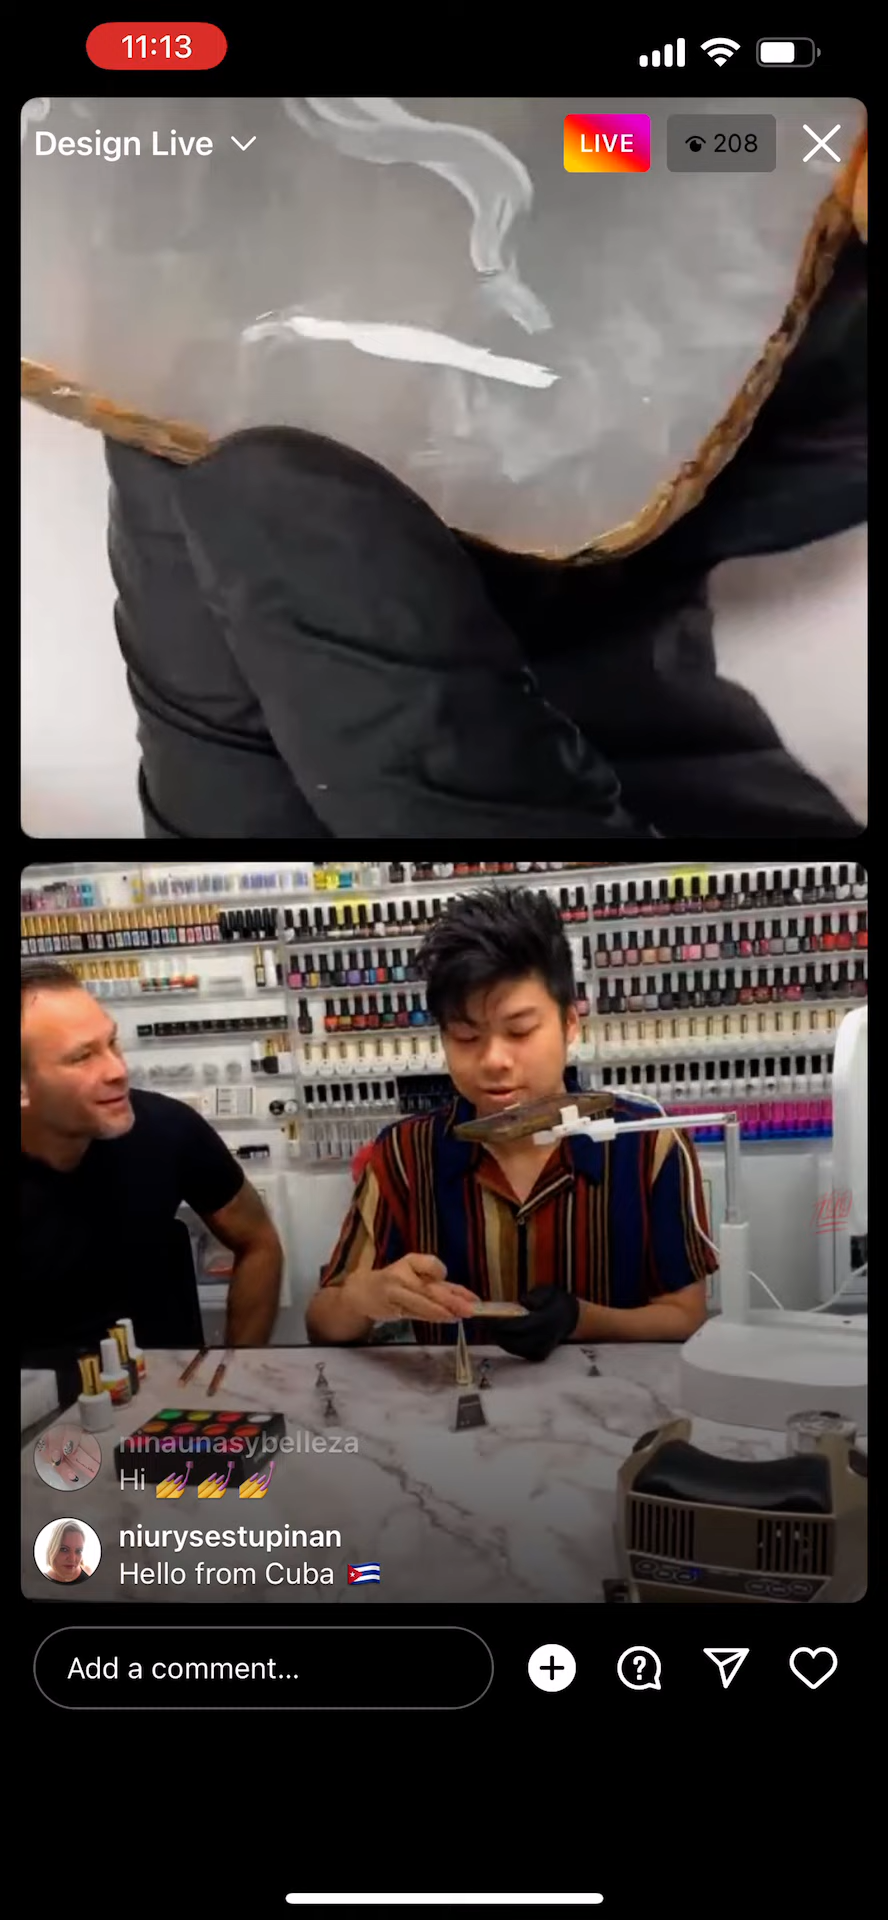 11:13
Design Live
LIVE
208
ninaunasybelleza
Hi 💅💅💅
niurysestupinan
Hello from Cuba 🇨🇺
Add a comment...